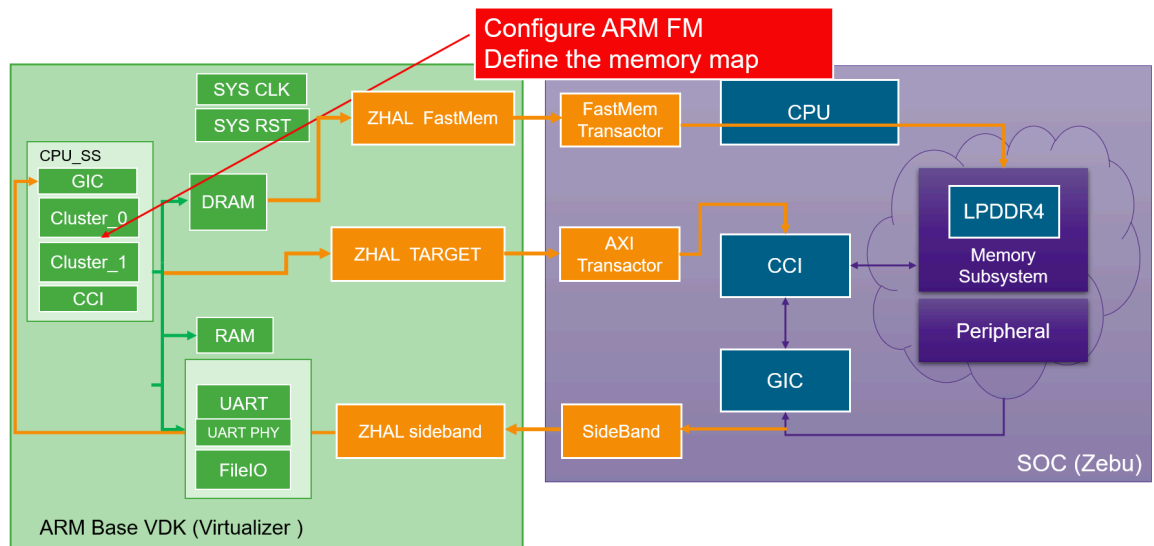 Configure ARM FM
Define the memory map
SYS CLK
SYS RST
ZHAL FastMem
FastMem
Transactor
CPU
CPU_SS
GIC
Cluster_0
Cluster_1
CCI
DRAM
LPDDR4
Memory
Subsystem
ZHAL TARGET
AXI
Transactor
CCI
RAM
Peripheral
UART
UART PHY
FileIO
ZHAL sideband
SideBand
GIC
SOC (Zebu)
ARM Base VDK (Virtualizer )